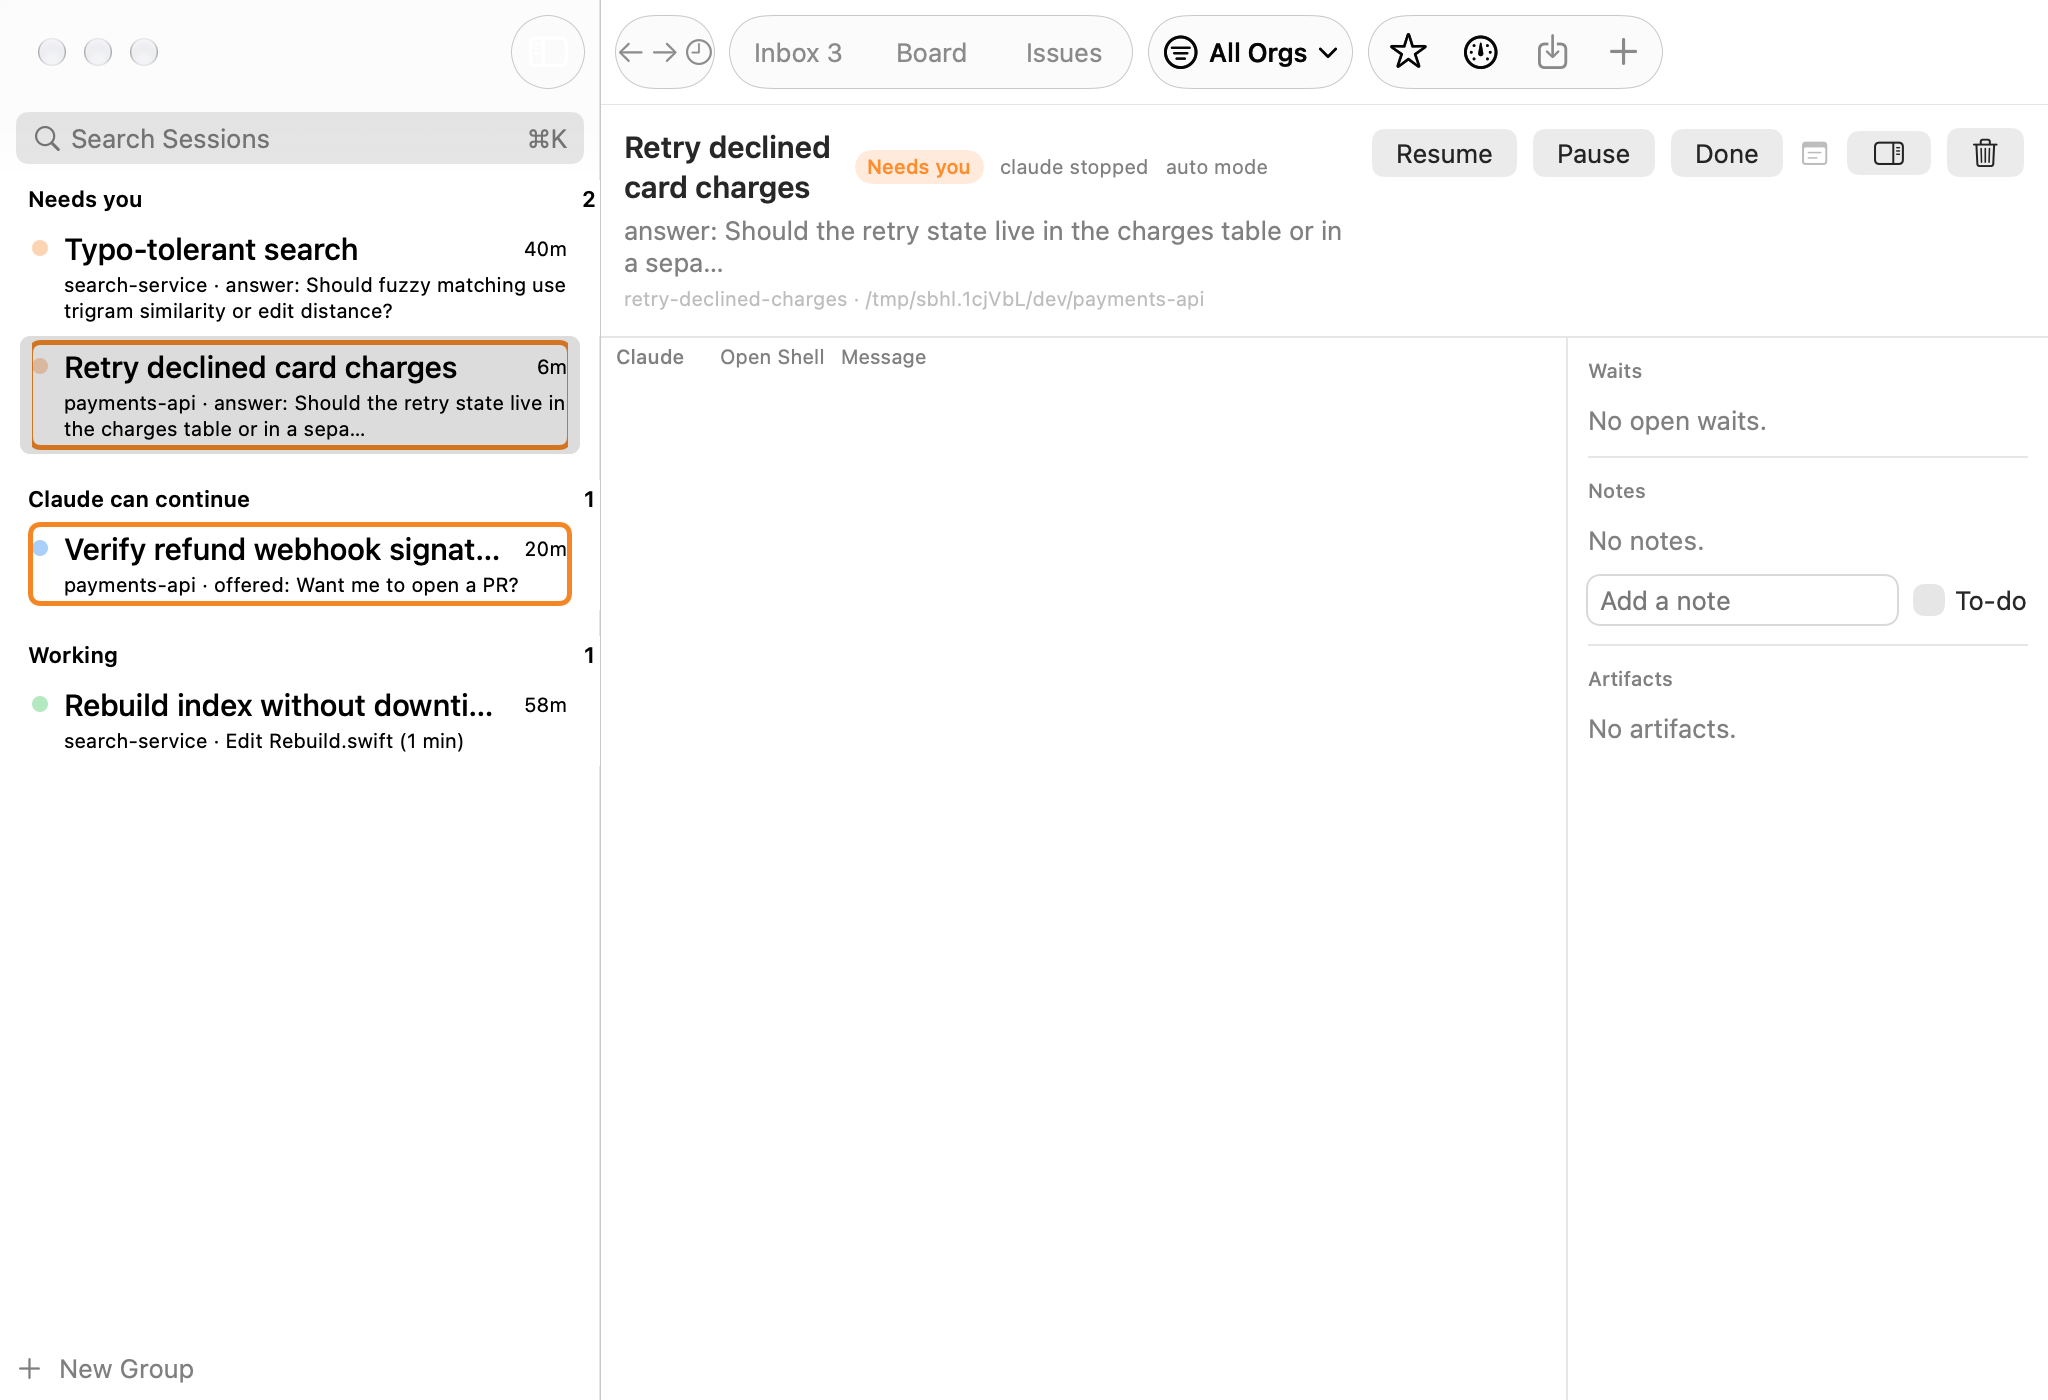 Inbox 3
Board
Issues
All Orgs
Search Sessions
⌘K
Needs you
2
Typo-tolerant search
40m
search-service · answer: Should fuzzy matching use
trigram similarity or edit distance?
Retry declined card charges
6m
payments-api · answer: Should the retry state live in
the charges table or in a sepa...
Claude can continue
1
Verify refund webhook signat...
20m
payments-api · offered: Want me to open a PR?
Working
1
Rebuild index without downti...
58m
search-service · Edit Rebuild.swift (1 min)
New Group
Retry declined
card charges
Needs you
claude stopped
auto mode
Resume
Pause
Done
answer: Should the retry state live in the charges table or in
a sepa...
retry-declined-charges · /tmp/sbhl.1cjVbL/dev/payments-api
Claude
Open Shell
Message
Waits
No open waits.
Notes
No notes.
Add a note
To-do
Artifacts
No artifacts.